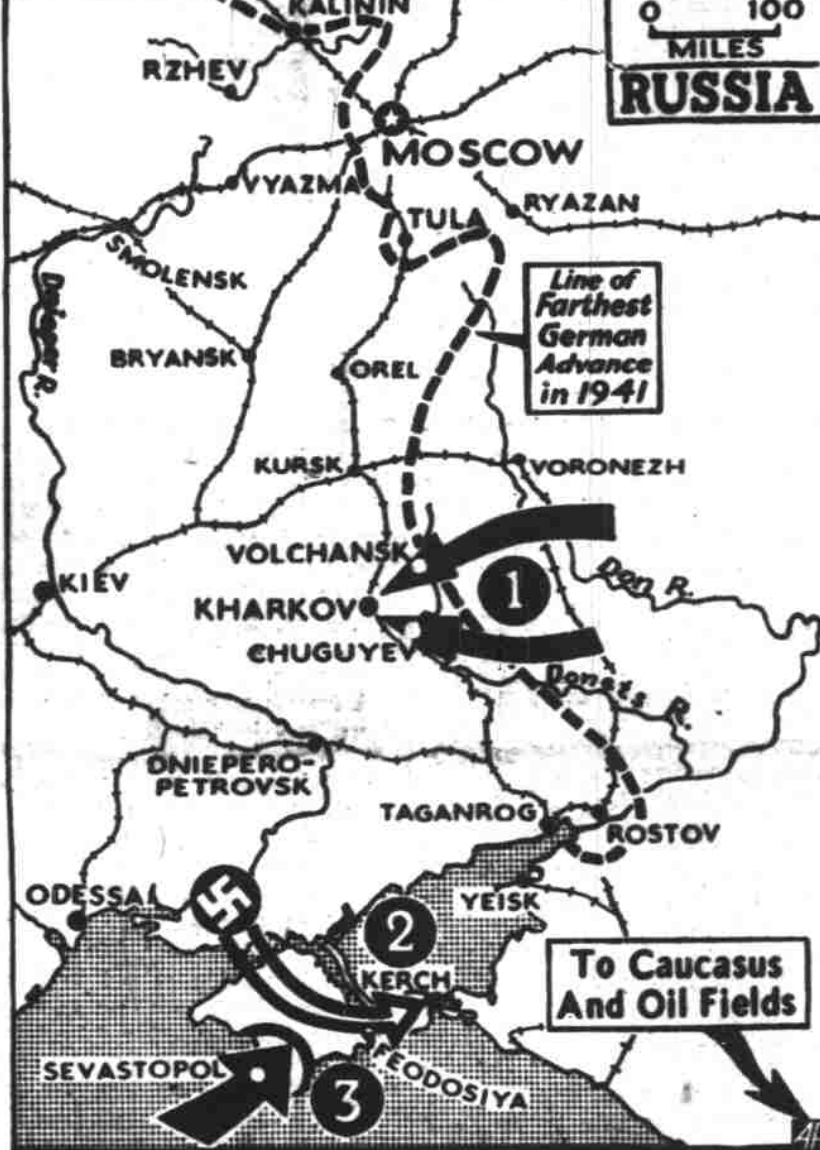 KALININ
0 100
MILES
RUSSIA
RZHEV
MOSCOW
VYAZMA
RYAZAN
TULA
SMOLENSK
Dnieper R.
Line of
Farthest
German
Advance
in 1941
BRYANSK
OREL
KURSK
VORONEZH
VOLCHANSK
KIEV
KHARKOV
1
Don R.
CHUGUYEV
Donets R.
DNIEPERO-
PETROVSK
TAGANROG
ROSTOV
ODESSA
YEISK
2
KERCH
To Caucasus
And Oil Fields
SEVASTOPOL
FEODOSIYA
3
AP